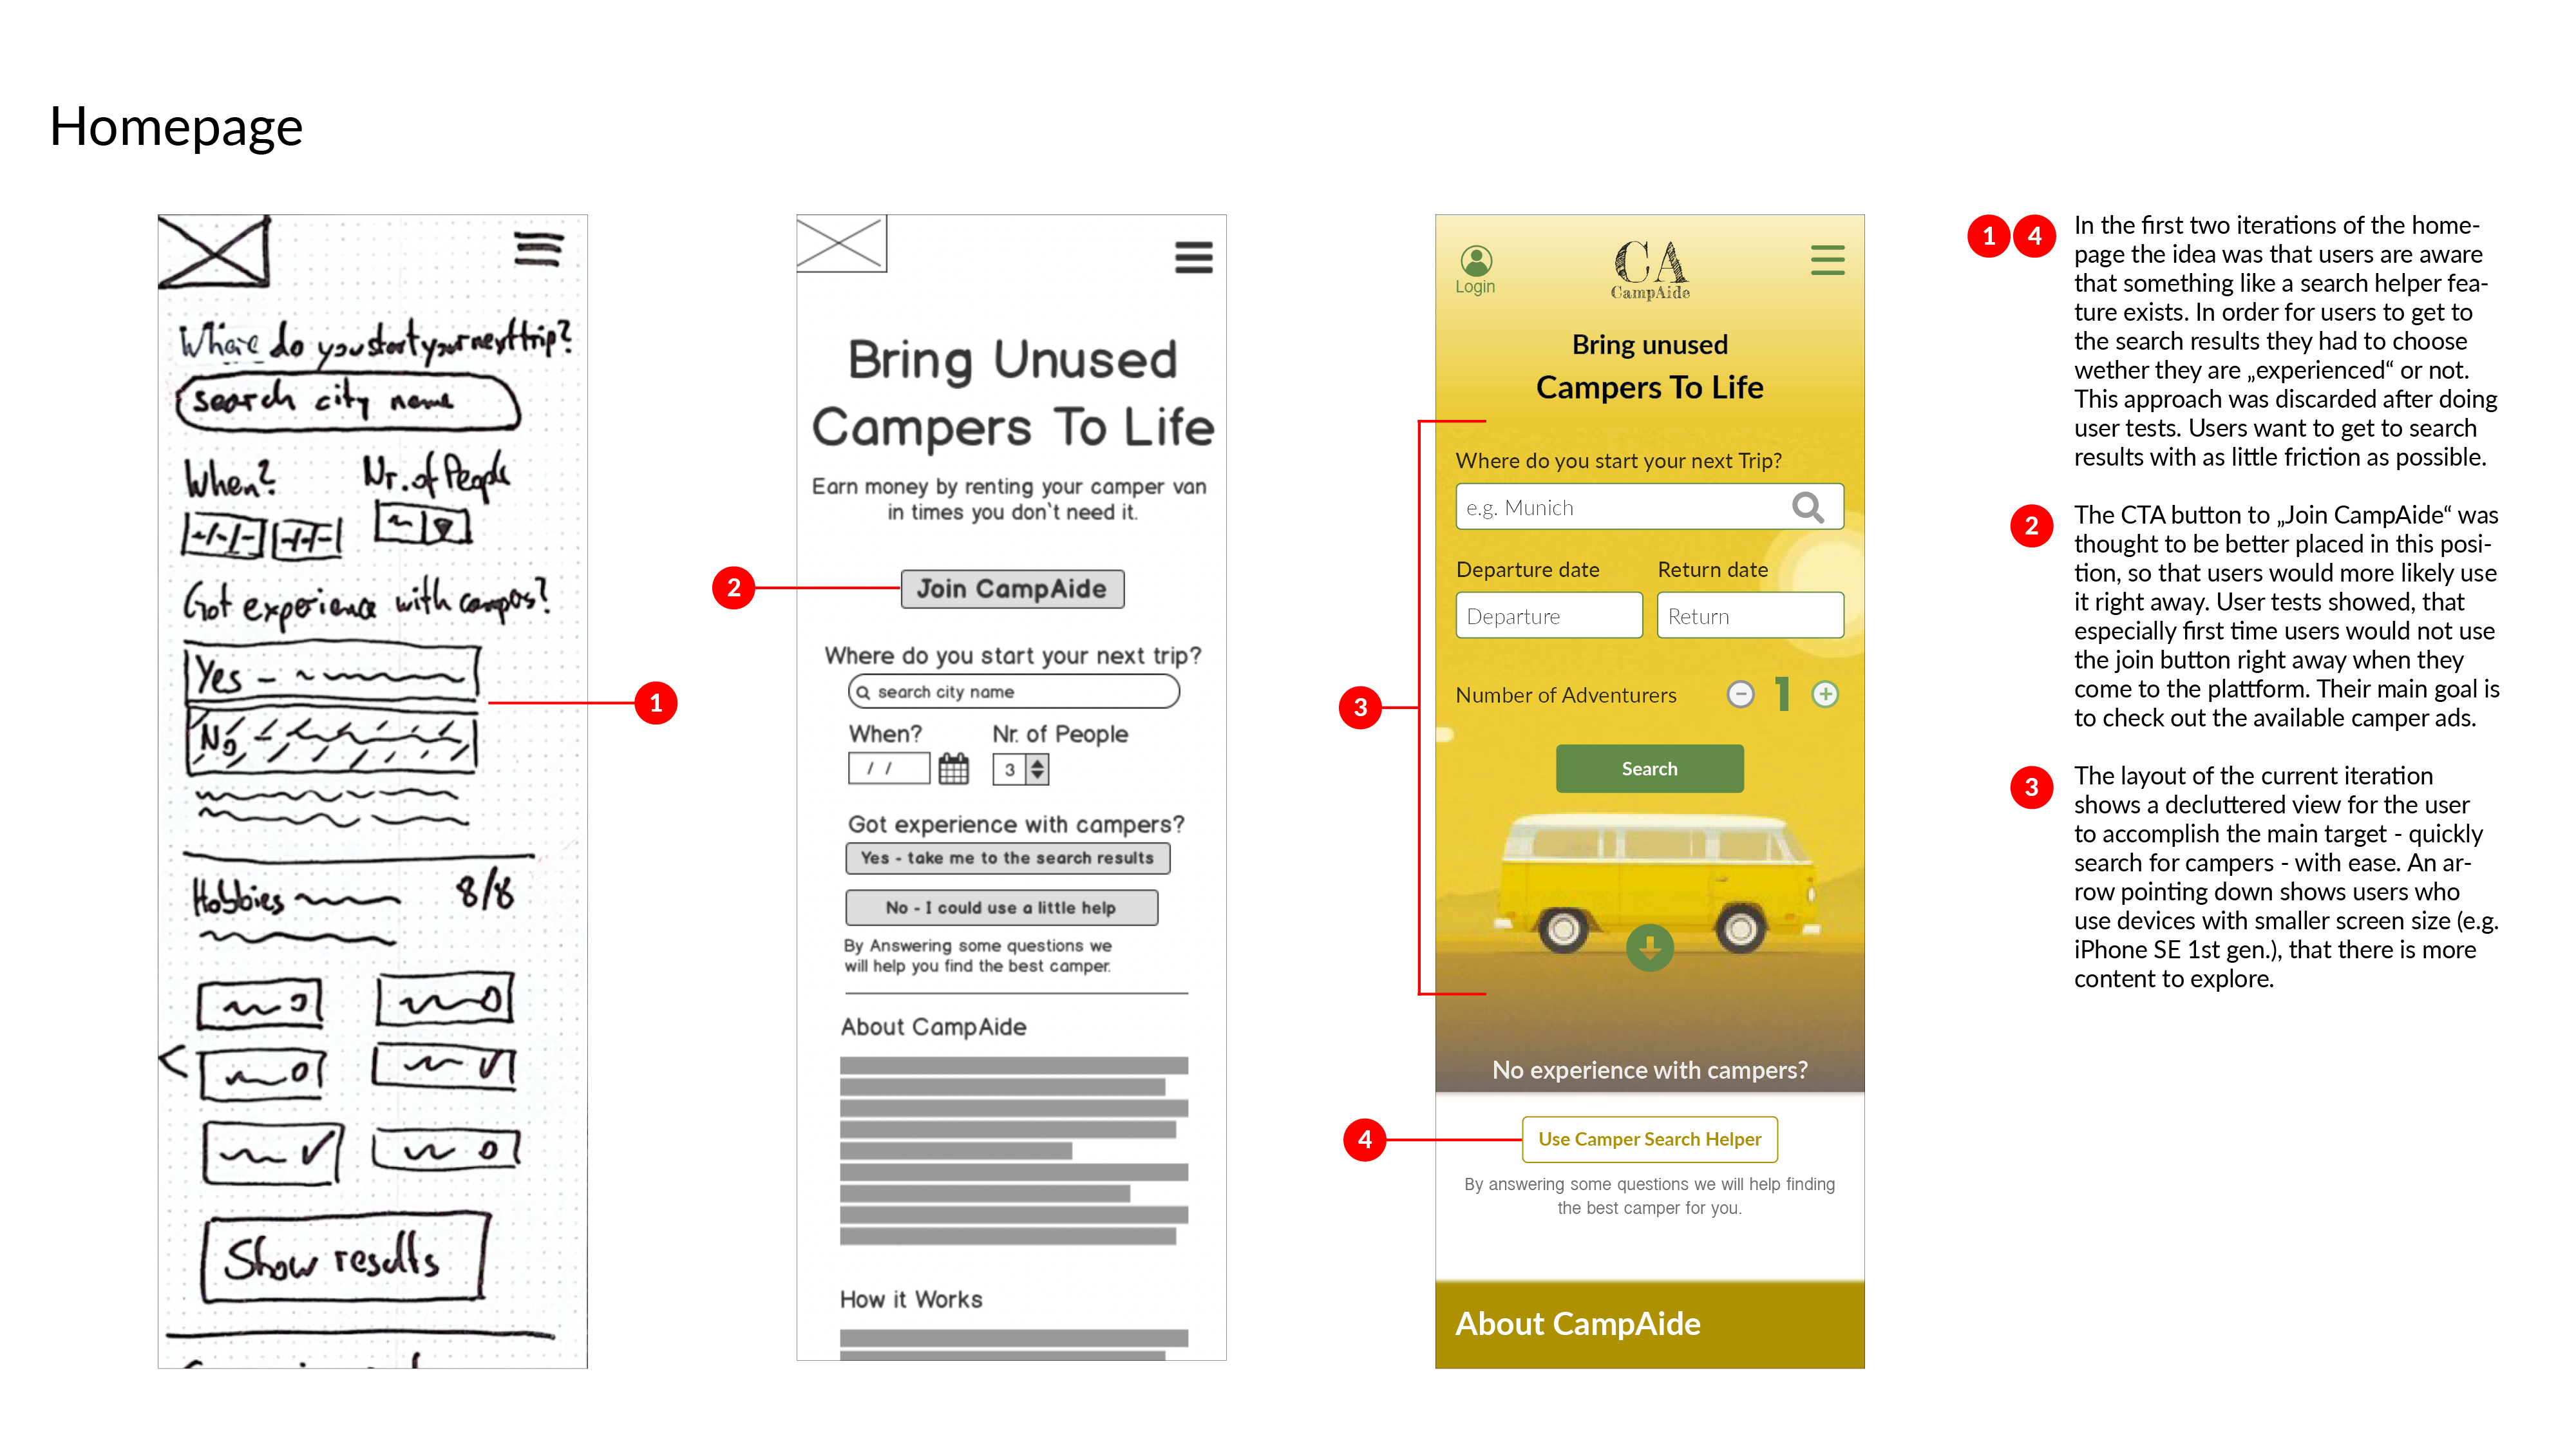 Homepage
Where do you start your next trip?
search city name
When? Nr. of People
Got experience with campers?
Yes -
No -
Hobbies 8/8
Show results
1
Bring Unused
Campers To Life
Earn money by renting your camper van
in times you don`t need it.
2
Join CampAide
Where do you start your next trip?
search city name
When? Nr. of People
/ / 3
Got experience with campers?
Yes - take me to the search results
No - I could use a little help
By Answering some questions we
will help you find the best camper.
About CampAide
How it Works
CA
Login
CampAide
Bring unused
Campers To Life
Where do you start your next Trip?
e.g. Munich
Departure date Return date
Departure Return
3
Number of Adventurers 1
Search
No experience with campers?
4
Use Camper Search Helper
By answering some questions we will help finding
the best camper for you.
About CampAide
1 4
In the first two iterations of the home-
page the idea was that users are aware
that something like a search helper fea-
ture exists. In order for users to get to
the search results they had to choose
wether they are „experienced“ or not.
This approach was discarded after doing
user tests. Users want to get to search
results with as little friction as possible.
2
The CTA button to „Join CampAide“ was
thought to be better placed in this posi-
tion, so that users would more likely use
it right away. User tests showed, that
especially first time users would not use
the join button right away when they
come to the plattform. Their main goal is
to check out the available camper ads.
3
The layout of the current iteration
shows a decluttered view for the user
to accomplish the main target - quickly
search for campers - with ease. An ar-
row pointing down shows users who
use devices with smaller screen size (e.g.
iPhone SE 1st gen.), that there is more
content to explore.